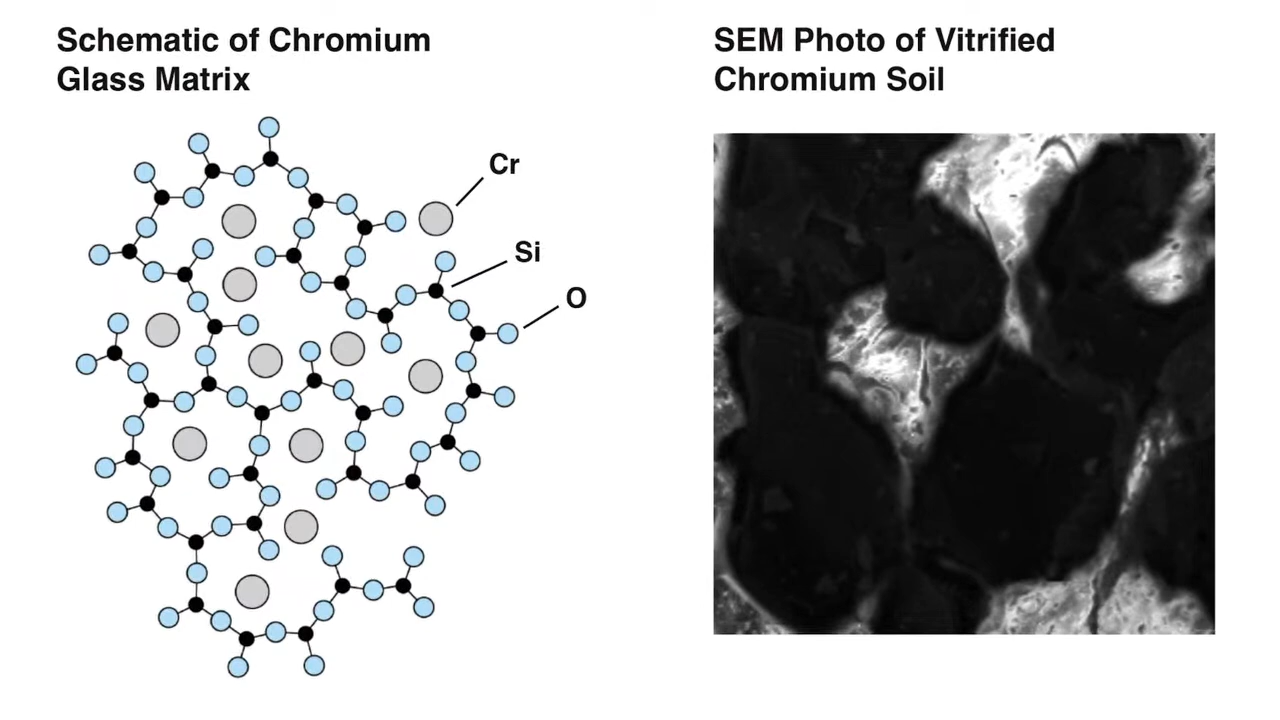 Schematic of Chromium
Glass Matrix
SEM Photo of Vitrified
Chromium Soil
Cr
Si
O